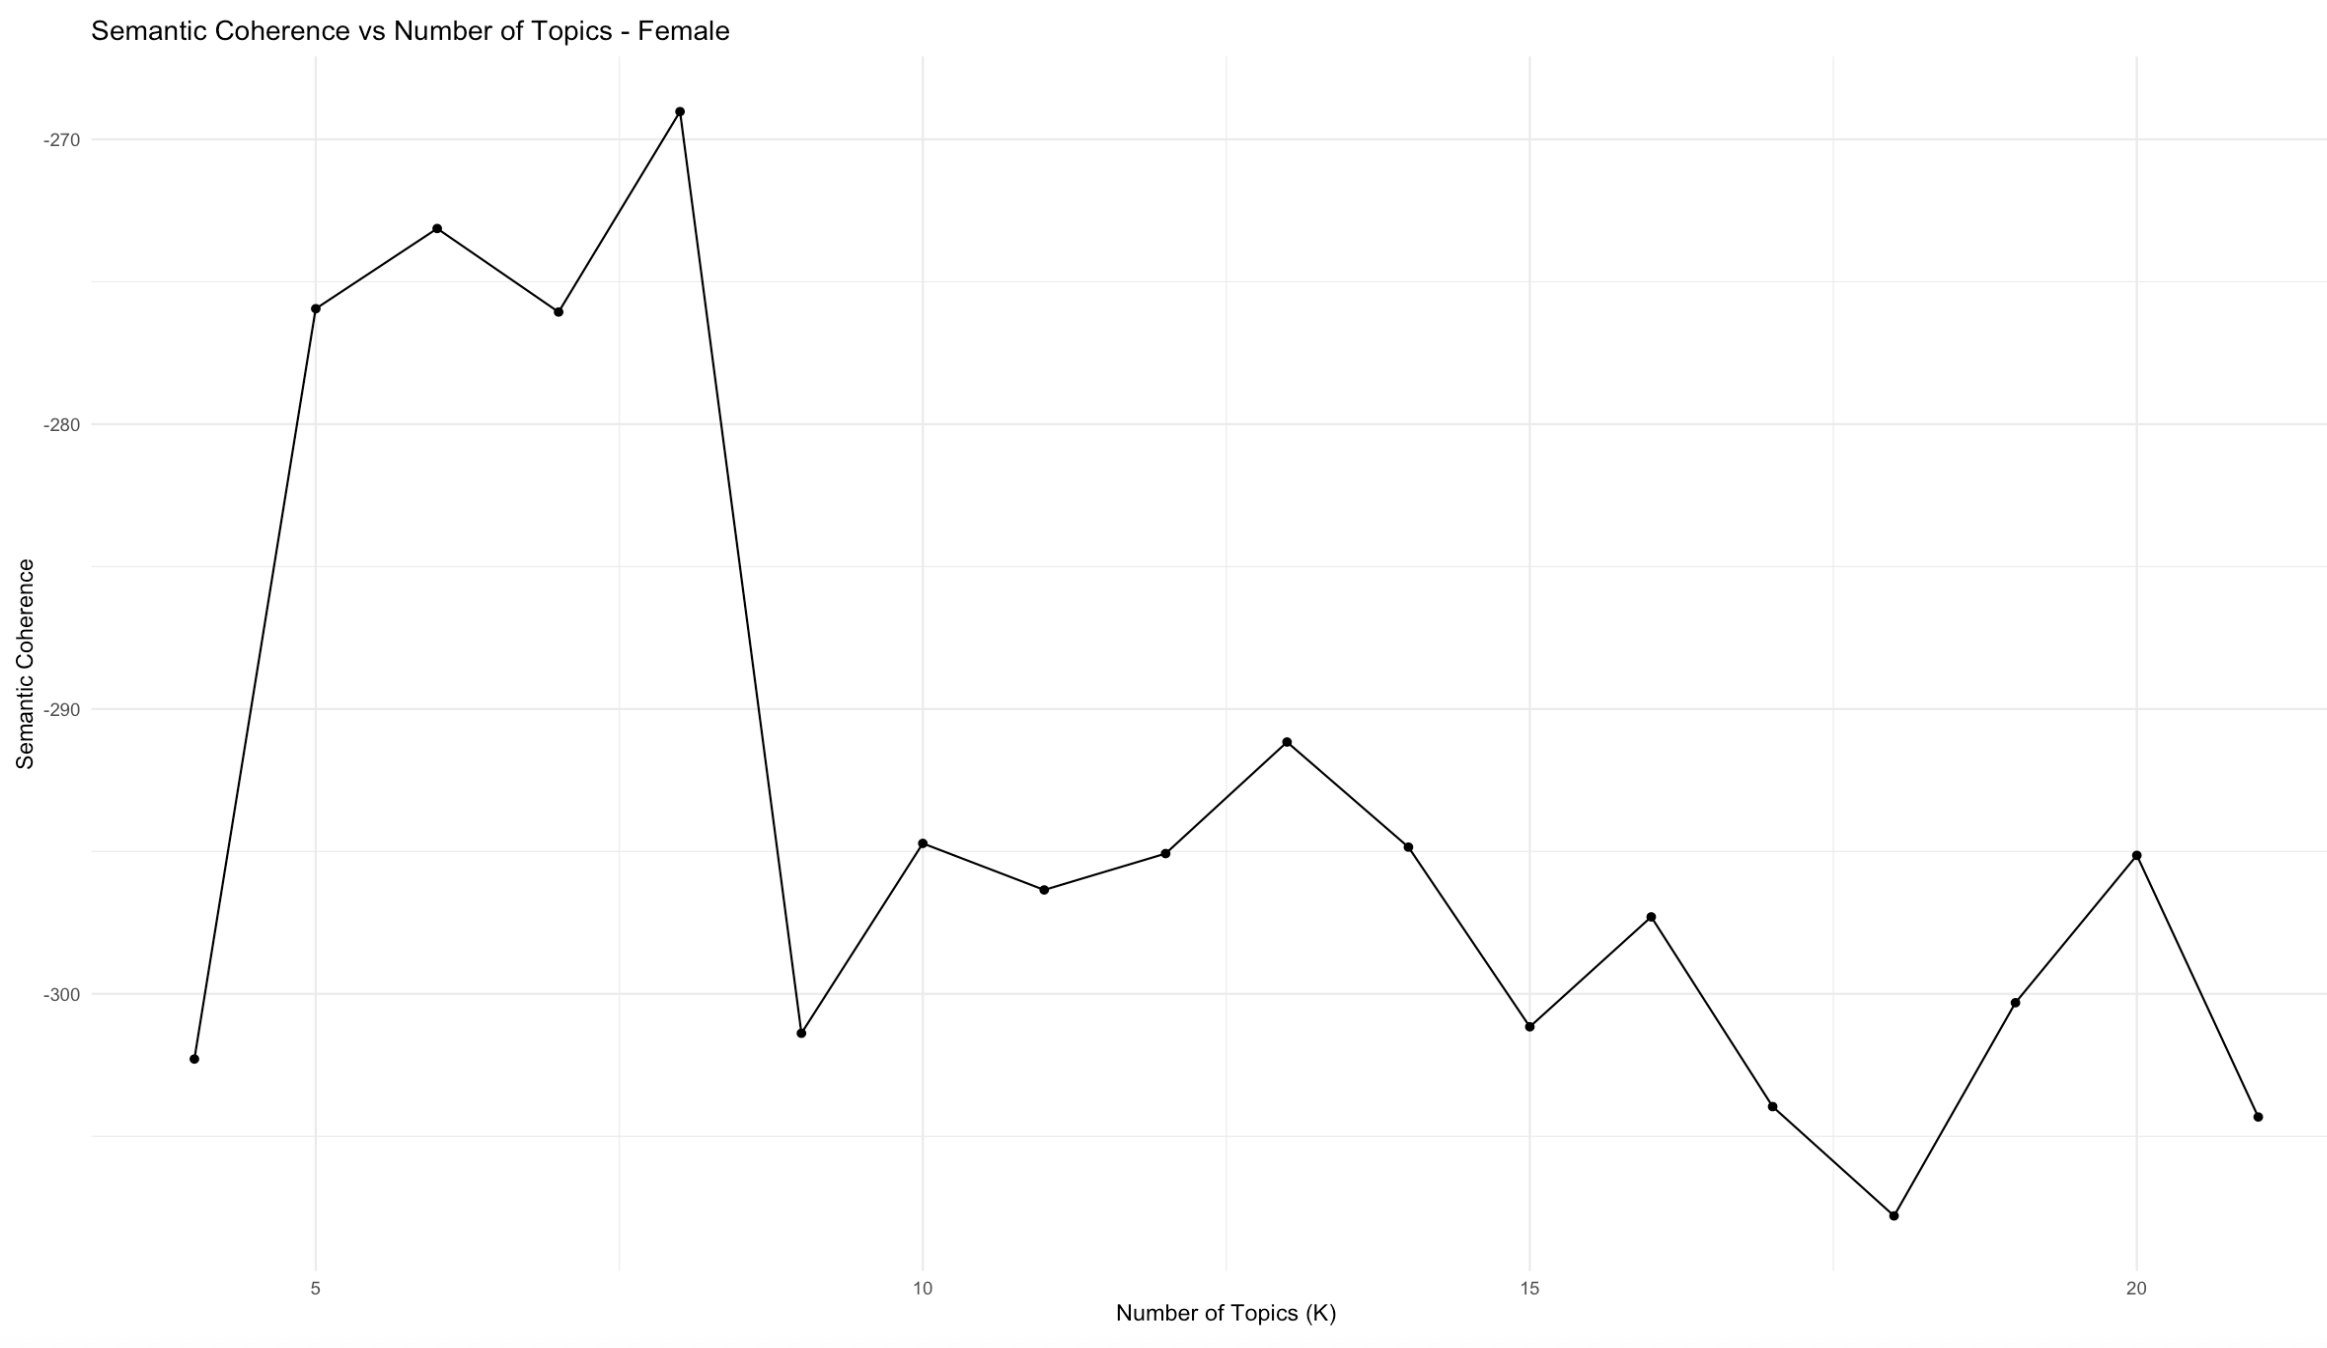 Semantic Coherence vs Number of Topics - Female
-270
-280
-290
-300
Semantic Coherence
5 10 15 20
Number of Topics (K)